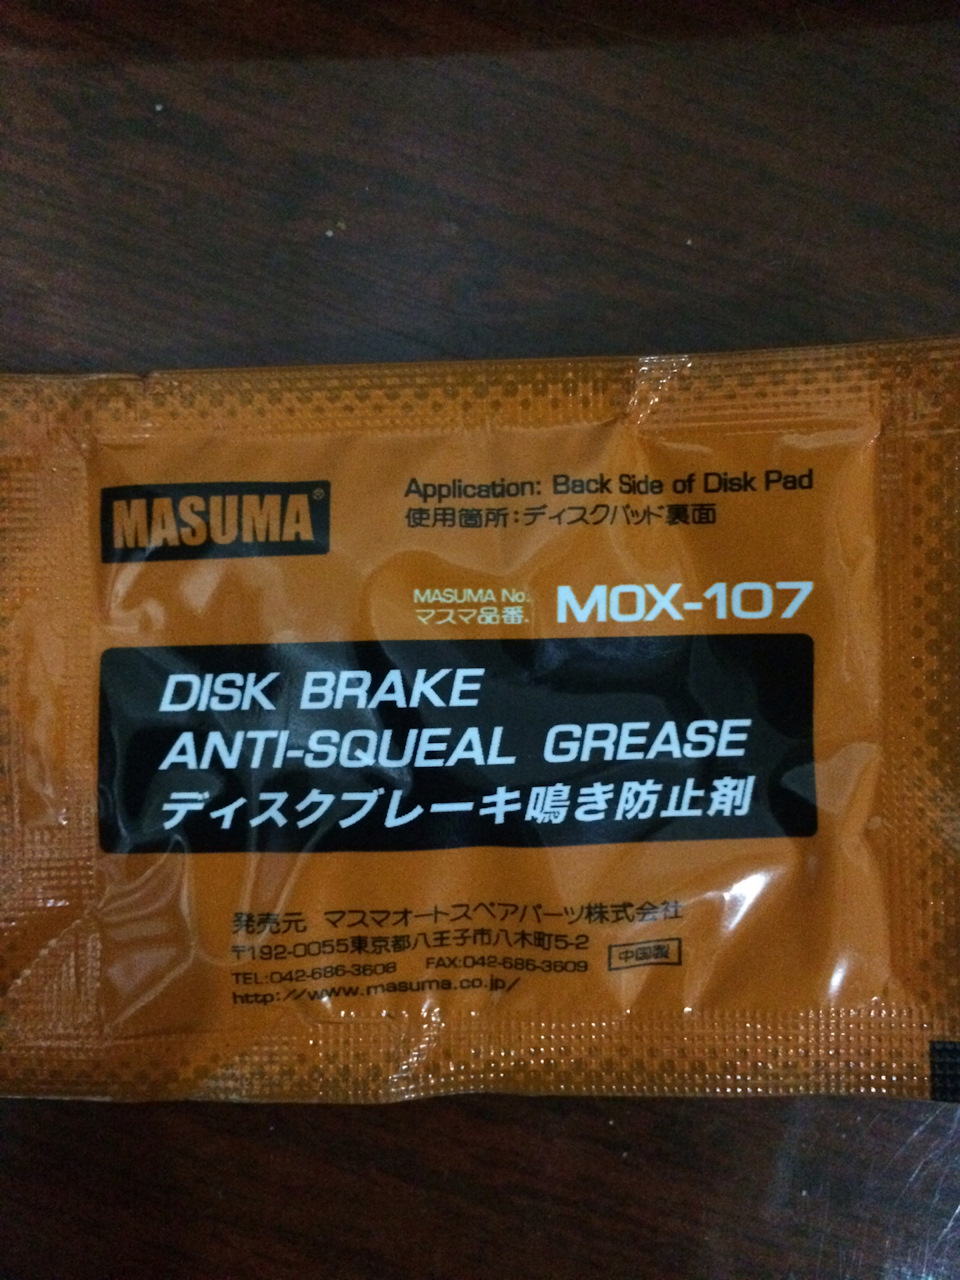 MASUMA®
Application: Back Side of Disk Pad
使用箇所:ディスクパッド裏面
MASUMA No.
マスマ品番.
MOX-107
DISK BRAKE
ANTI-SQUEAL GREASE
ディスクブレーキ鳴き防止剤
発売元 マスマオートスペアパーツ株式会社
〒192-0055東京都八王子市八木町5-2
中国製
TEL:042-686-3608 FAX:042-686-3609
http://www.masuma.co.jp/